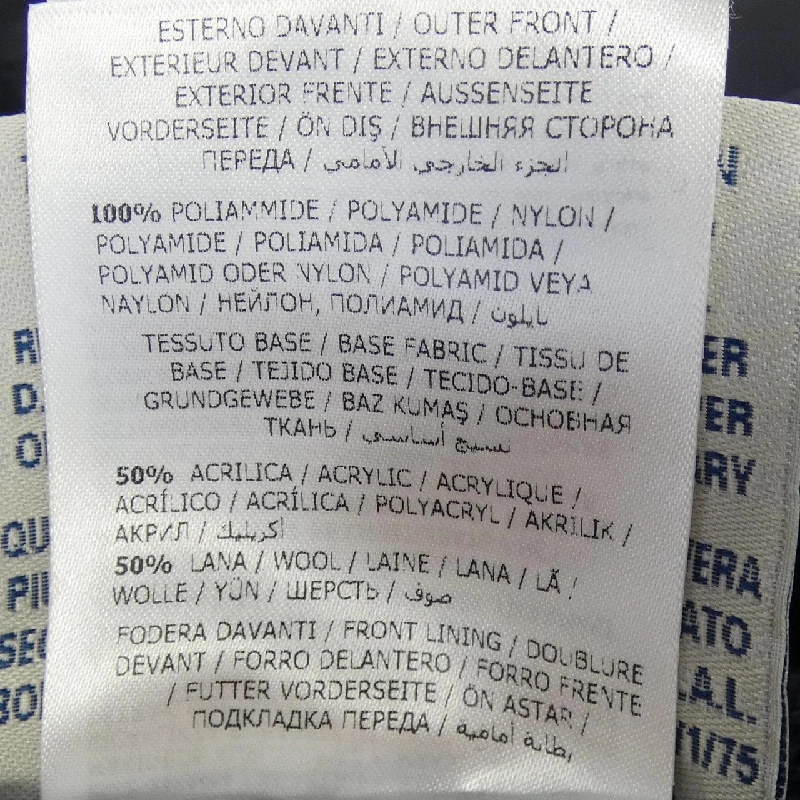 ESTERNO DAVANTI / OUTER FRONT /
EXTERIEUR DEVANT / EXTERNO DELANTERO /
EXTERIOR FRENTE / AUSSENSEITE
VORDERSEITE / ÖN DIŞ / ВНЕШНЯЯ СТОРОНА
ПЕРЕДА / الجزء الخارجي الأمامي
100% POLIAMMIDE / POLYAMIDE / NYLON /
POLYAMIDE / POLIAMIDA / POLIAMIDA /
POLYAMID ODER NYLON / POLYAMID VEYA
NAYLON / НЕЙЛОН, ПОЛИАМИД / نايلون
TESSUTO BASE / BASE FABRIC / TISSU DE
BASE / TEJIDO BASE / TECIDO-BASE /
GRUNDGEWEBE / BAZ KUMAŞ / ОСНОВНАЯ
ТКАНЬ / نسيج أساسي
50% ACRILICA / ACRYLIC / ACRYLIQUE /
ACRÍLICO / ACRÍLICA / POLYACRYL / AKRILIK /
АКРИЛ / أكريليك
50% LANA / WOOL / LAINE / LANA / LÃ /
WOLLE / YÜN / ШЕРСТЬ / صوف
FODERA DAVANTI / FRONT LINING / DOUBLURE
DEVANT / FORRO DELANTERO / FORRO FRENTE
/ FUTTER VORDERSEITE / ÖN ASTAR /
ПОДКЛАДКА ПЕРЕДА / بطانة أمامية